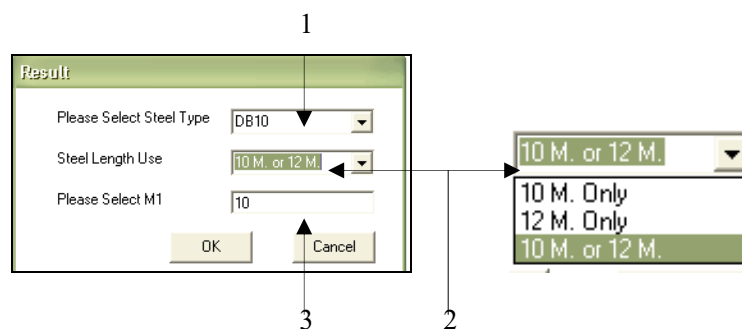 1
Result
Please Select Steel Type
DB10
Steel Length Use
10 M. or 12 M.
Please Select M1
10
OK
Cancel
10 M. or 12 M.
10 M. Only
12 M. Only
10 M. or 12 M.
3
2